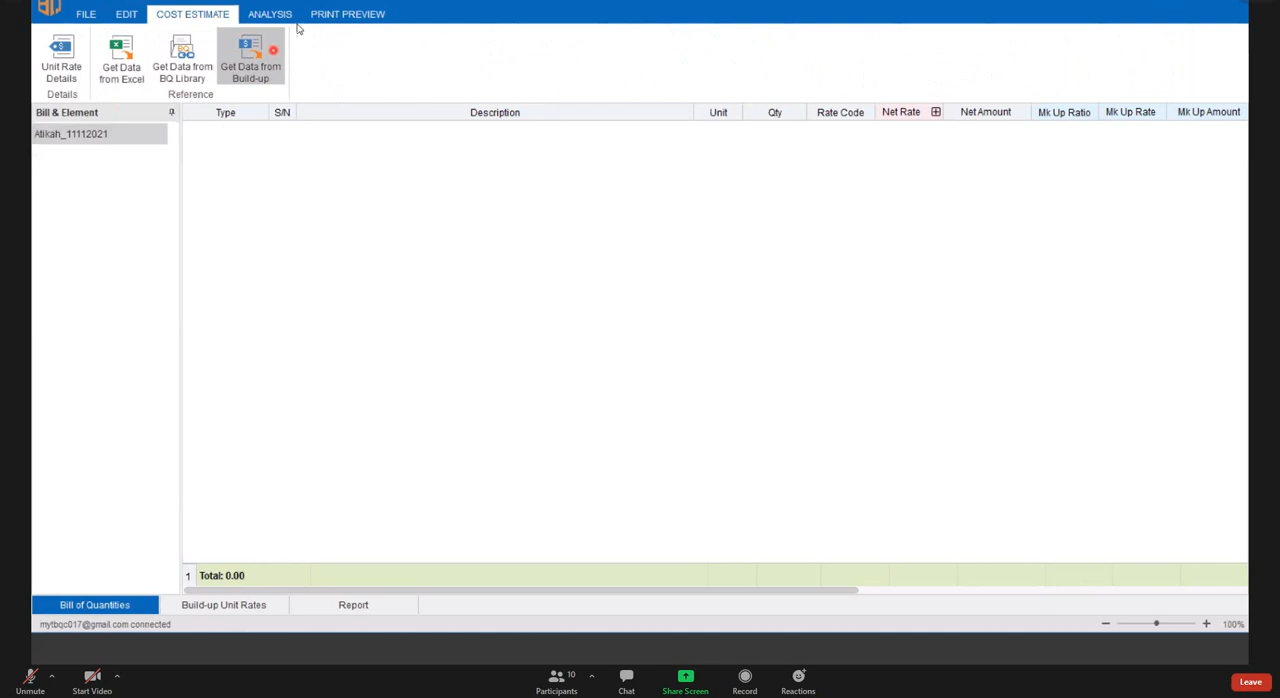 BQ
FILE EDIT COST ESTIMATE ANALYSIS PRINT PREVIEW
Unit Rate Details
Get Data from Excel
Get Data from BQ Library
Get Data from Build-up
Details Reference
Bill & Element Type S/N Description Unit Qty Rate Code Net Rate Net Amount Mk Up Ratio Mk Up Rate Mk Up Amount
Atikah_11112021
1 Total: 0.00
Bill of Quantities Build-up Unit Rates Report
mytbqc017@gmail.com connected 100%
10
Unmute Start Video Participants Chat Share Screen Record Reactions Leave